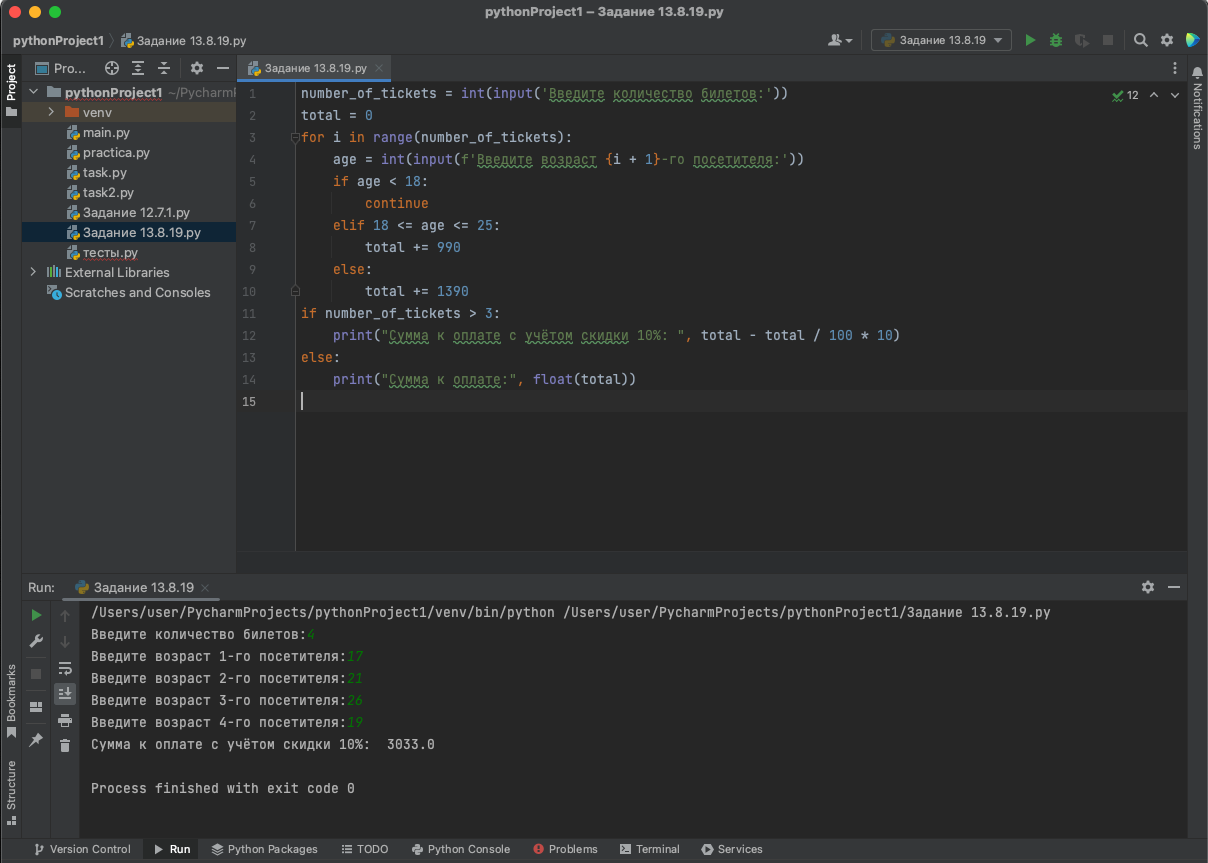 pythonProject1 – Задание 13.8.19.py
pythonProject1 Задание 13.8.19.py
Задание 13.8.19
Project
Pro...
Задание 13.8.19.py
pythonProject1 ~/Pycharm
venv
main.py
practica.py
task.py
task2.py
Задание 12.7.1.py
Задание 13.8.19.py
тесты.py
External Libraries
Scratches and Consoles
1 number_of_tickets = int(input('Введите количество билетов:'))
2 total = 0
3 for i in range(number_of_tickets):
4 age = int(input(f'Введите возраст {i + 1}-го посетителя:'))
5 if age < 18:
6 continue
7 elif 18 <= age <= 25:
8 total += 990
9 else:
10 total += 1390
11 if number_of_tickets > 3:
12 print("Сумма к оплате с учётом скидки 10%: ", total - total / 100 * 10)
13 else:
14 print("Сумма к оплате:", float(total))
15
12
Notifications
Run: Задание 13.8.19
/Users/user/PycharmProjects/pythonProject1/venv/bin/python /Users/user/PycharmProjects/pythonProject1/Задание 13.8.19.py
Введите количество билетов:4
Введите возраст 1-го посетителя:17
Введите возраст 2-го посетителя:21
Введите возраст 3-го посетителя:26
Введите возраст 4-го посетителя:19
Сумма к оплате с учётом скидки 10%:  3033.0
Process finished with exit code 0
Bookmarks
Structure
Version Control Run Python Packages TODO Python Console Problems Terminal Services